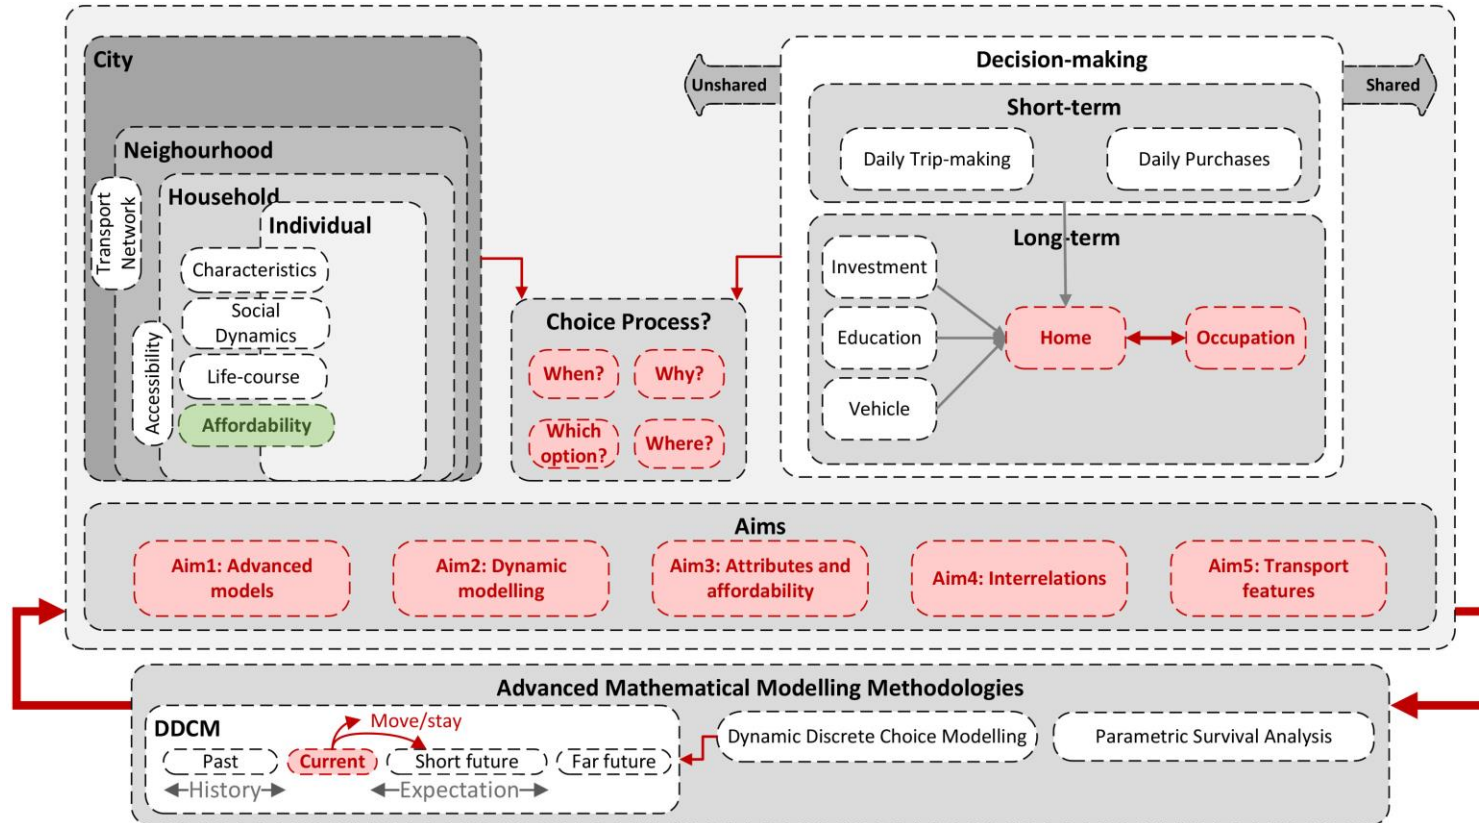 City
Neighourhood
Household
Individual
Transport
Network
Accessibility
Characteristics
Social
Dynamics
Life-course
Affordability
Choice Process?
When?
Why?
Which
option?
Where?
Unshared
Shared
Decision-making
Short-term
Daily Trip-making
Daily Purchases
Long-term
Investment
Education
Vehicle
Home
Occupation
Aims
Aim1: Advanced
models
Aim2: Dynamic
modelling
Aim3: Attributes and
affordability
Aim4: Interrelations
Aim5: Transport
features
Advanced Mathematical Modelling Methodologies
DDCM
Move/stay
Past
Current
Short future
Far future
History
Expectation
Dynamic Discrete Choice Modelling
Parametric Survival Analysis